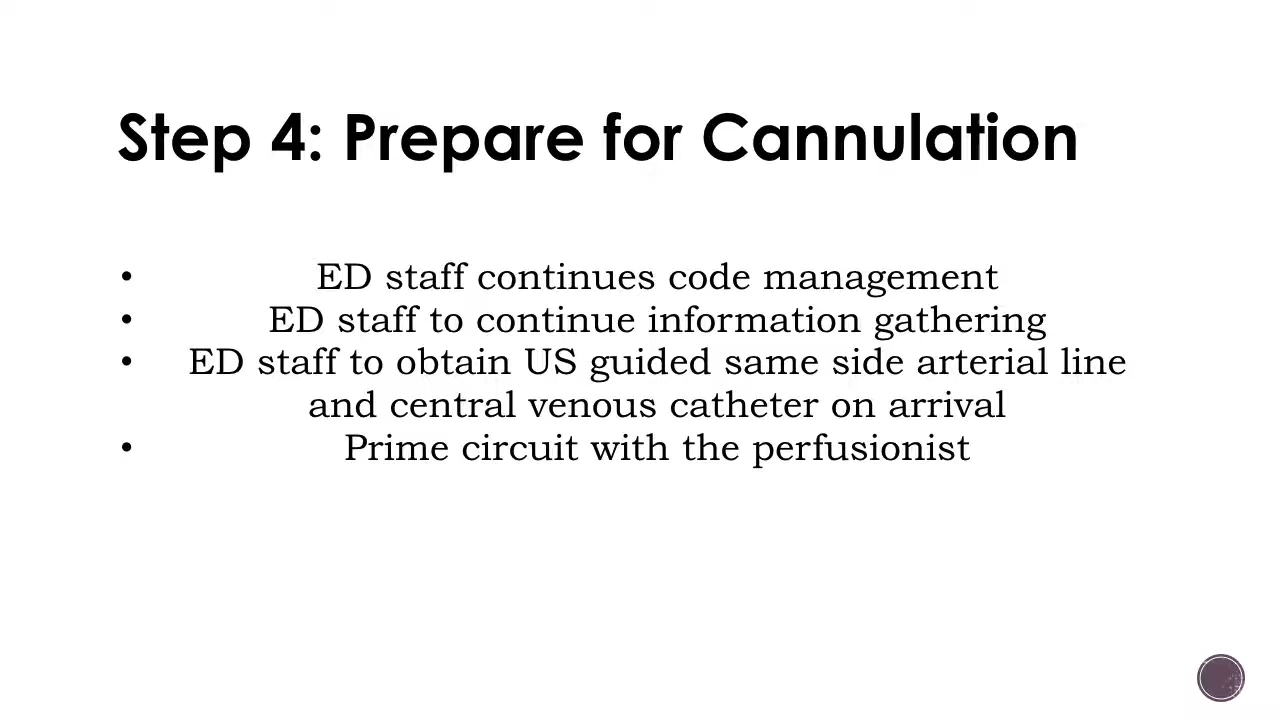 Step 4: Prepare for Cannulation
• ED staff continues code management
• ED staff to continue information gathering
• ED staff to obtain US guided same side arterial line
and central venous catheter on arrival
• Prime circuit with the perfusionist